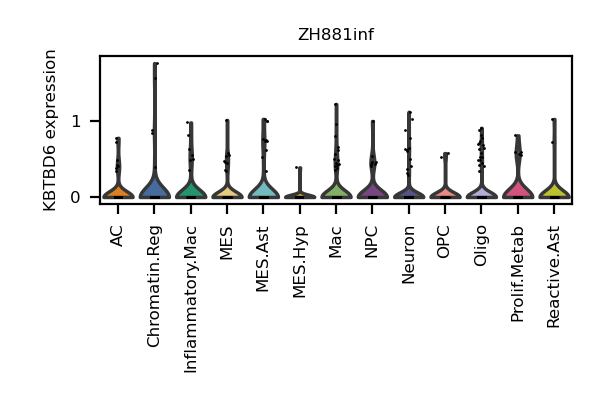 ZH881inf
KBTBD6 expression
1
0
AC
Chromatin.Reg
Inflammatory.Mac
MES
MES.Ast
MES.Hyp
Mac
NPC
Neuron
OPC
Oligo
Prolif.Metab
Reactive.Ast